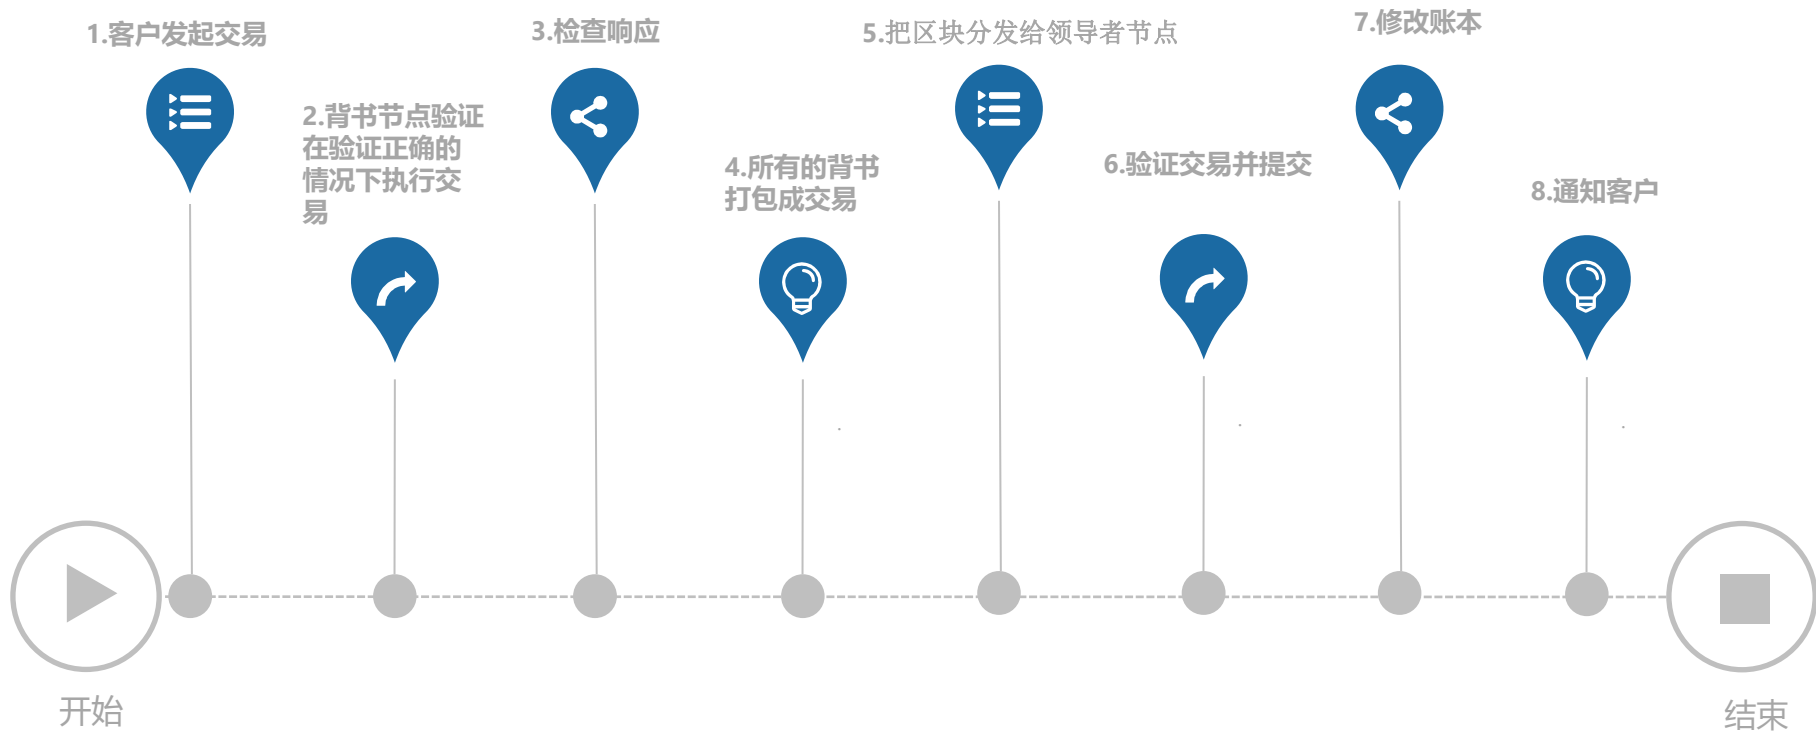 1.客户发起交易
2.背书节点验证
在验证正确的
情况下执行交
易
3.检查响应
4.所有的背书
打包成交易
5.把区块分发给领导者节点
6.验证交易并提交
7.修改账本
8.通知客户
开始
结束